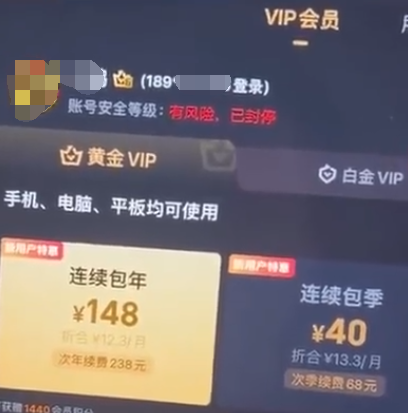 VIP会员
(189 登录)
账号安全等级：有风险，已封停
黄金VIP
白金VIP
手机、电脑、平板均可使用
新用户特惠
连续包年
¥148
折合¥12.3/月
次年续费238元
新用户特惠
连续包季
¥40
折合¥13.3/月
次季续费68元
获赠1440会员积分